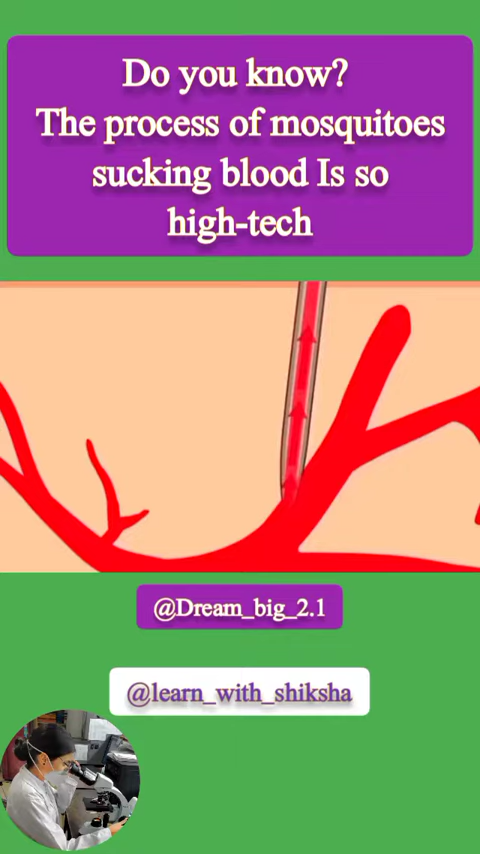 Do you know?
The process of mosquitoes
sucking blood Is so
high-tech
@Dream_big_2.1
@learn_with_shiksha